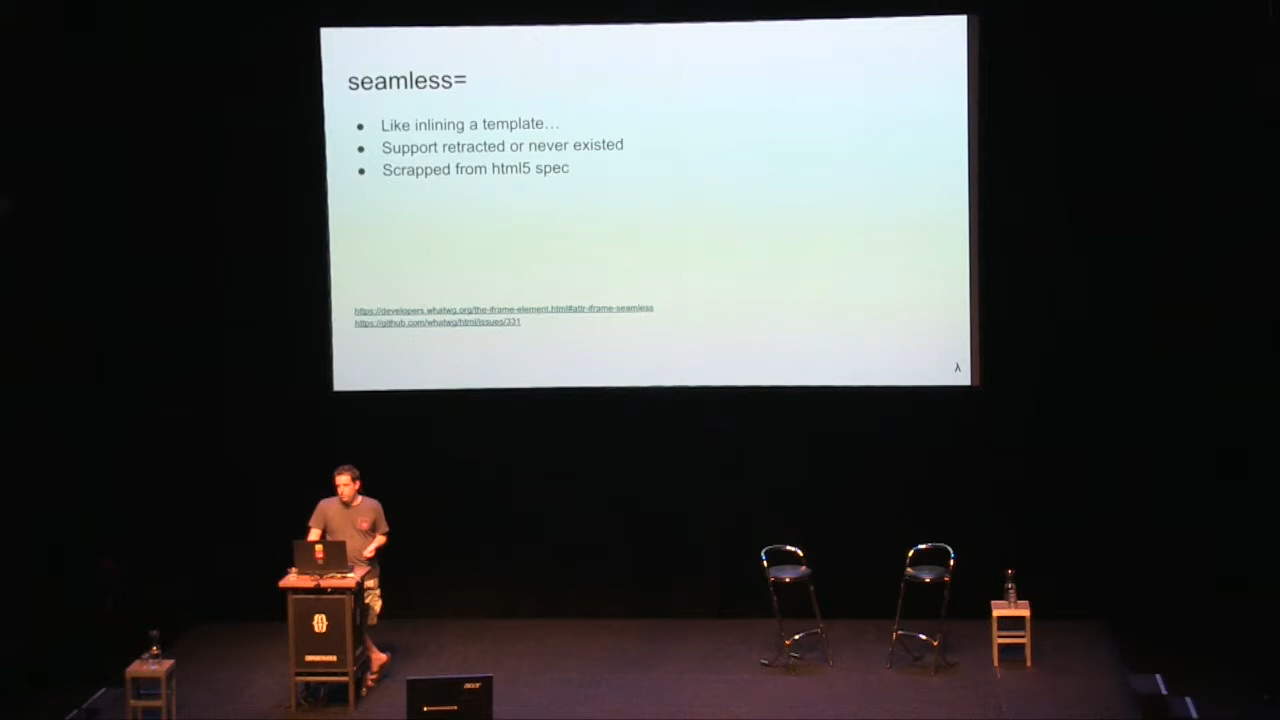 seamless=
● Like inlining a template…
● Support retracted or never existed
● Scrapped from html5 spec
https://developers.whatwg.org/the-iframe-element.html#attr-iframe-seamless
https://github.com/whatwg/html/issues/331
λ
{}
acer